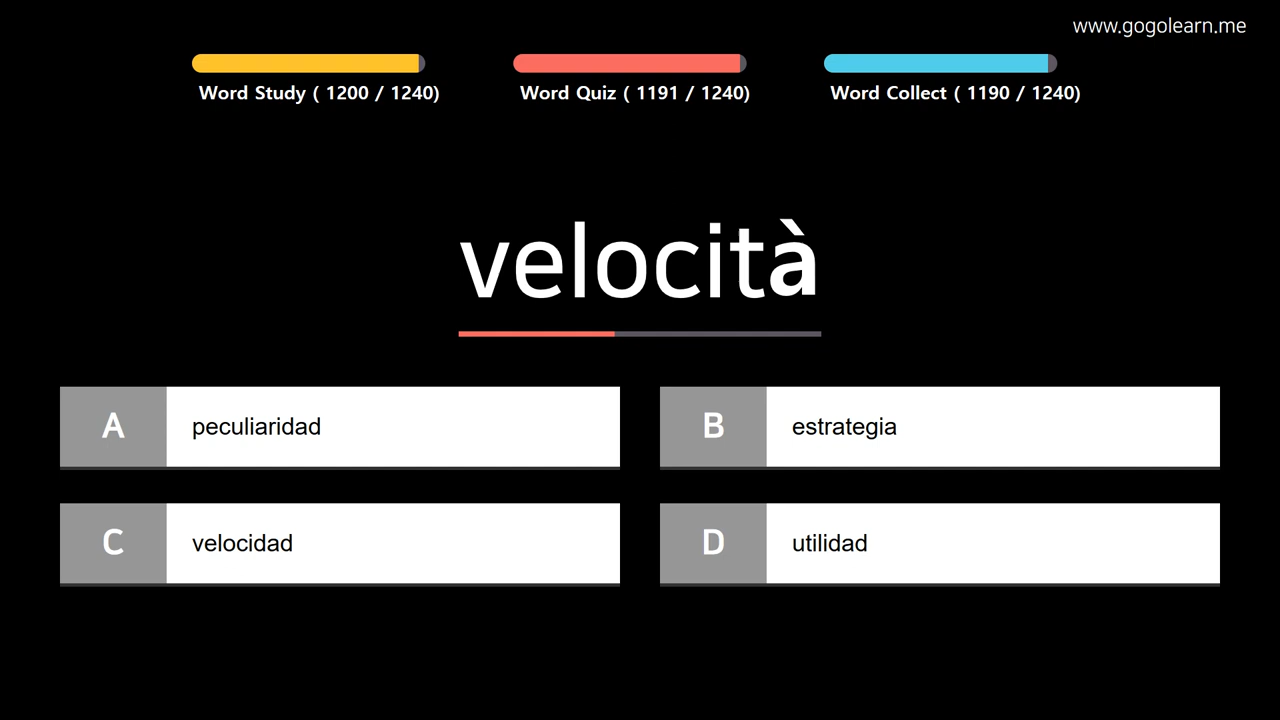 www.gogolearn.me
Word Study ( 1200 / 1240)
Word Quiz ( 1191 / 1240)
Word Collect ( 1190 / 1240)
velocità
A peculiaridad
B estrategia
C velocidad
D utilidad